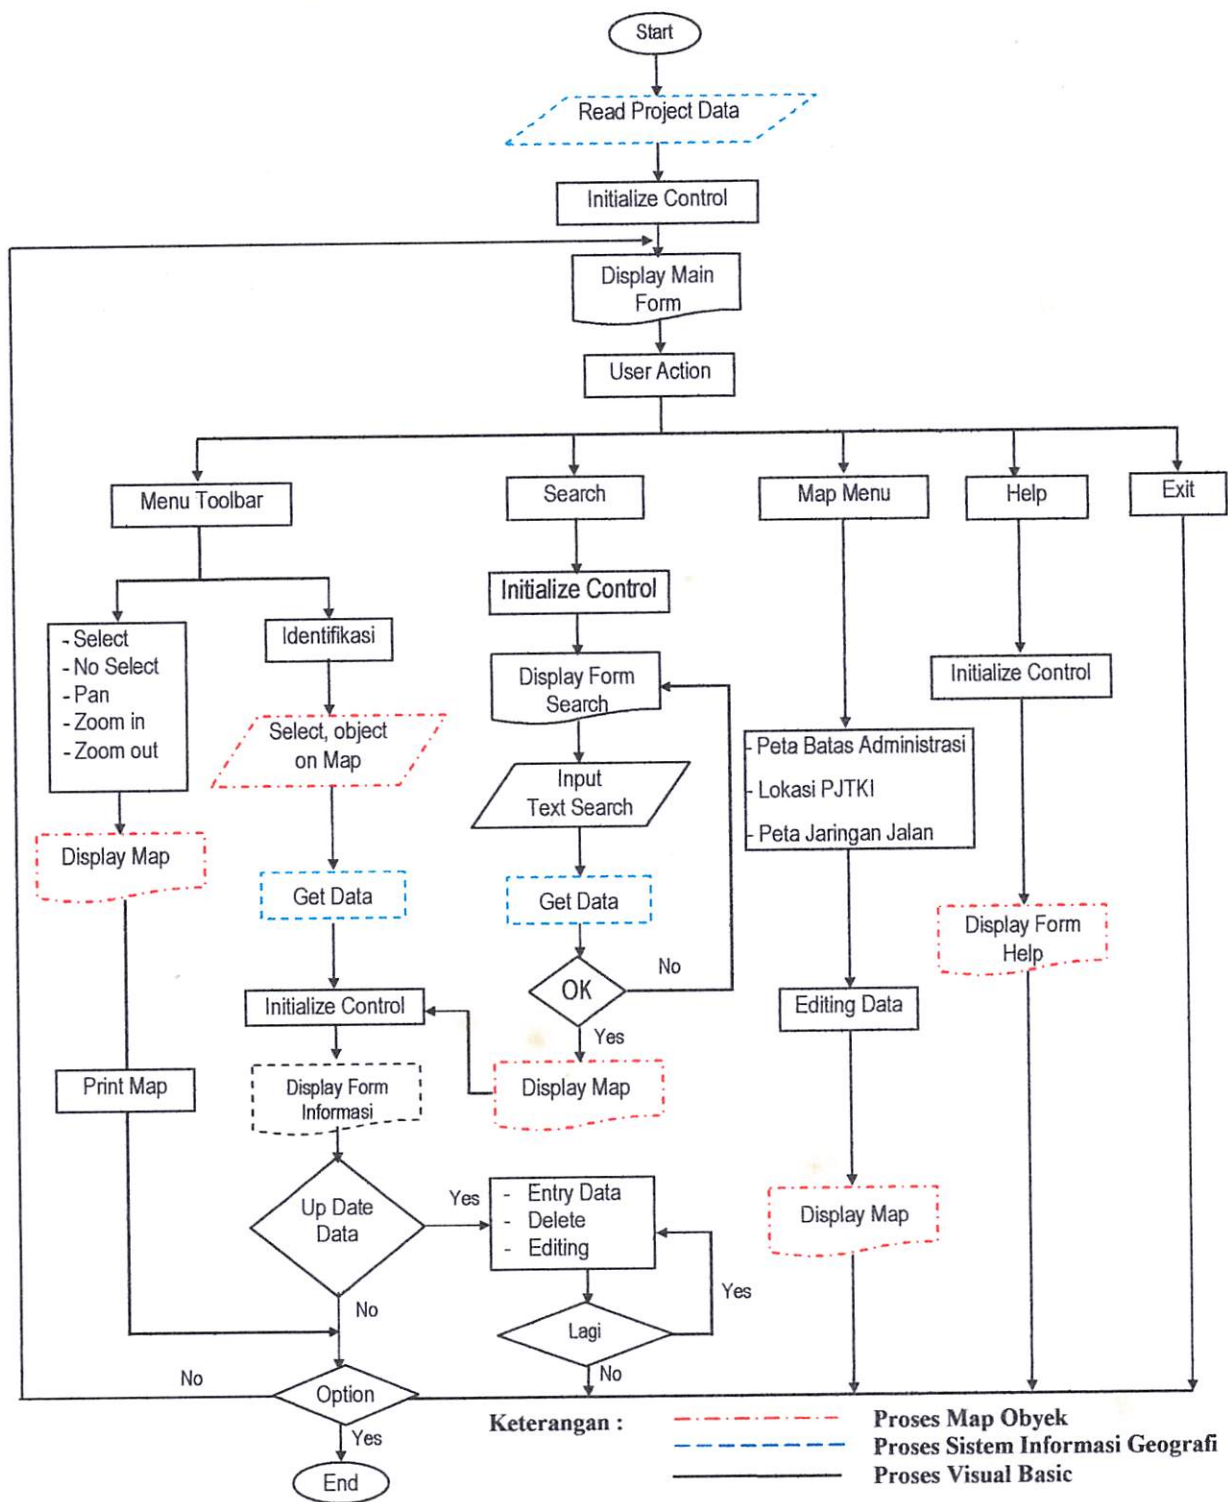 Start
Read Project Data
Initialize Control
Display Main
Form
User Action
Menu Toolbar
Search
Map Menu
Help
Exit
- Select
- No Select
- Pan
- Zoom in
- Zoom out
Display Map
Print Map
Identifikasi
Select, object
on Map
Get Data
Initialize Control
Display Form
Informasi
Up Date
Data
Yes
No
- Entry Data
- Delete
- Editing
Lagi
Yes
No
Initialize Control
Display Form
Search
Input
Text Search
Get Data
OK
No
Yes
Display Map
- Peta Batas Administrasi
- Lokasi PJTKI
- Peta Jaringan Jalan
Editing Data
Display Map
Initialize Control
Display Form
Help
No
Option
Yes
End
Keterangan :
Proses Map Obyek
Proses Sistem Informasi Geografi
Proses Visual Basic